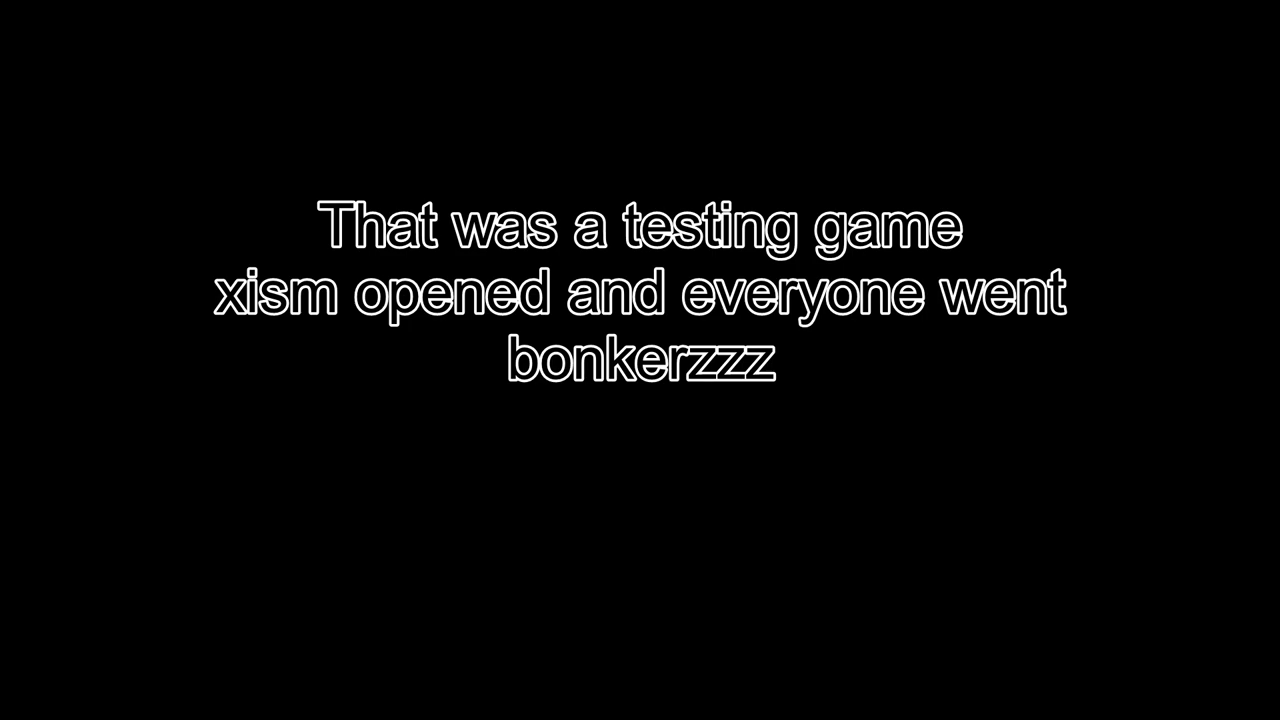 That was a testing game
xism opened and everyone went
bonkerzzz